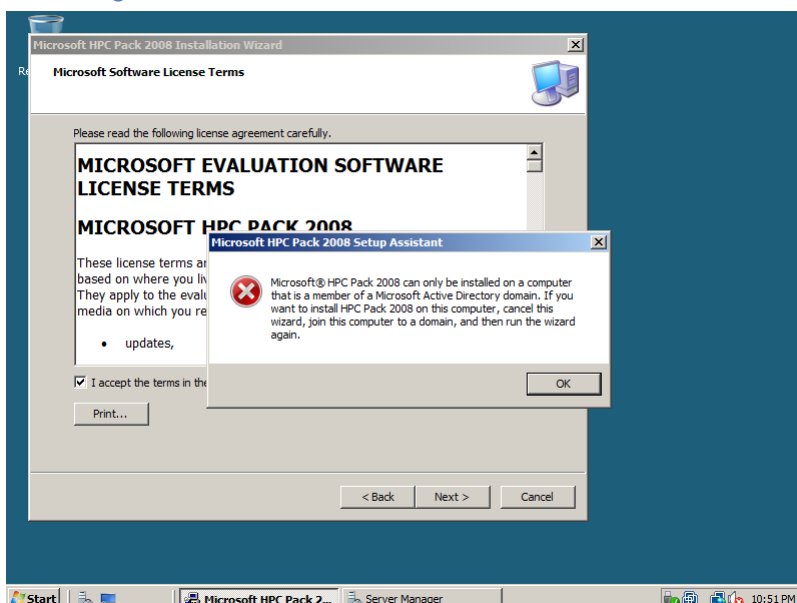 Re
Microsoft HPC Pack 2008 Installation Wizard
Microsoft Software License Terms
Please read the following license agreement carefully.
MICROSOFT EVALUATION SOFTWARE
LICENSE TERMS
MICROSOFT HPC PACK 2008
These license terms ar
based on where you liv
They apply to the evalu
media on which you re
• updates,
Microsoft HPC Pack 2008 Setup Assistant
Microsoft® HPC Pack 2008 can only be installed on a computer
that is a member of a Microsoft Active Directory domain. If you
want to install HPC Pack 2008 on this computer, cancel this
wizard, join this computer to a domain, and then run the wizard
again.
OK
I accept the terms in the
Print...
< Back
Next >
Cancel
Start
Microsoft HPC Pack 2...
Server Manager
10:51 PM